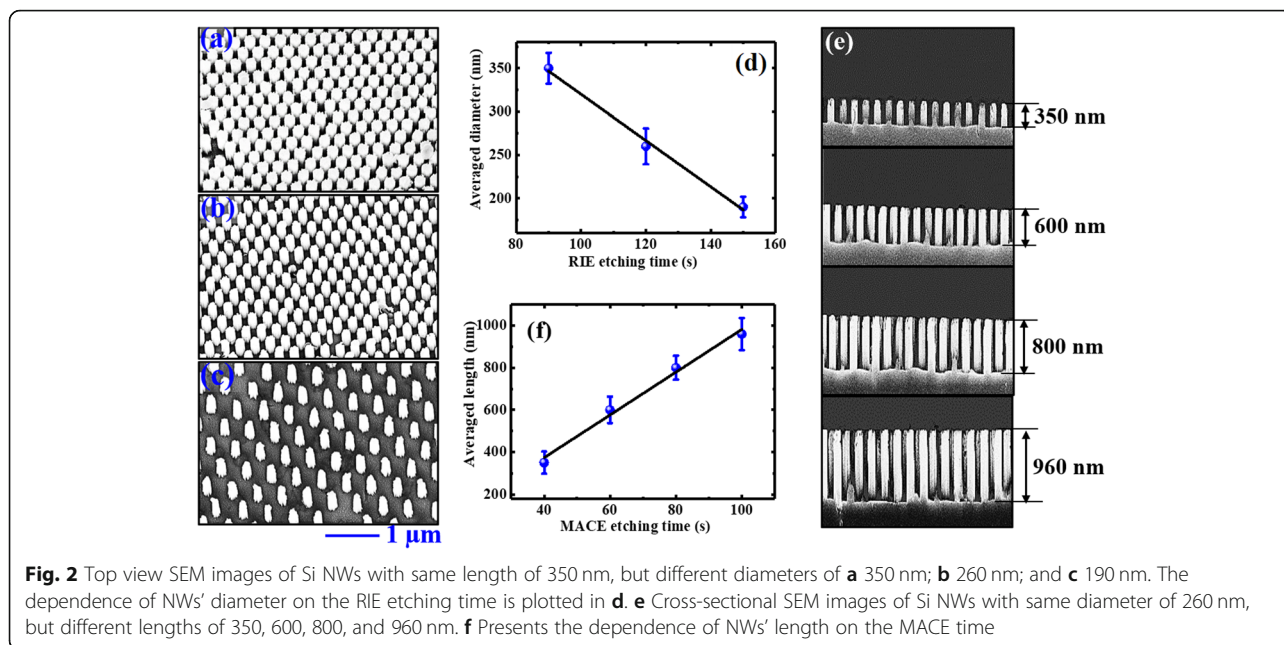 (a)
(b)
(c)
1 μm
(d)
350
300
250
200
80 100 120 140 160
Averaged diameter (nm)
RIE etching time (s)
(f)
1000
800
600
400
200
40 60 80 100
Averaged length (nm)
MACE etching time (s)
(e)
350 nm
600 nm
800 nm
960 nm
Fig. 2 Top view SEM images of Si NWs with same length of 350 nm, but different diameters of a 350 nm; b 260 nm; and c 190 nm. The
dependence of NWs' diameter on the RIE etching time is plotted in d. e Cross-sectional SEM images of Si NWs with same diameter of 260 nm,
but different lengths of 350, 600, 800, and 960 nm. f Presents the dependence of NWs' length on the MACE time